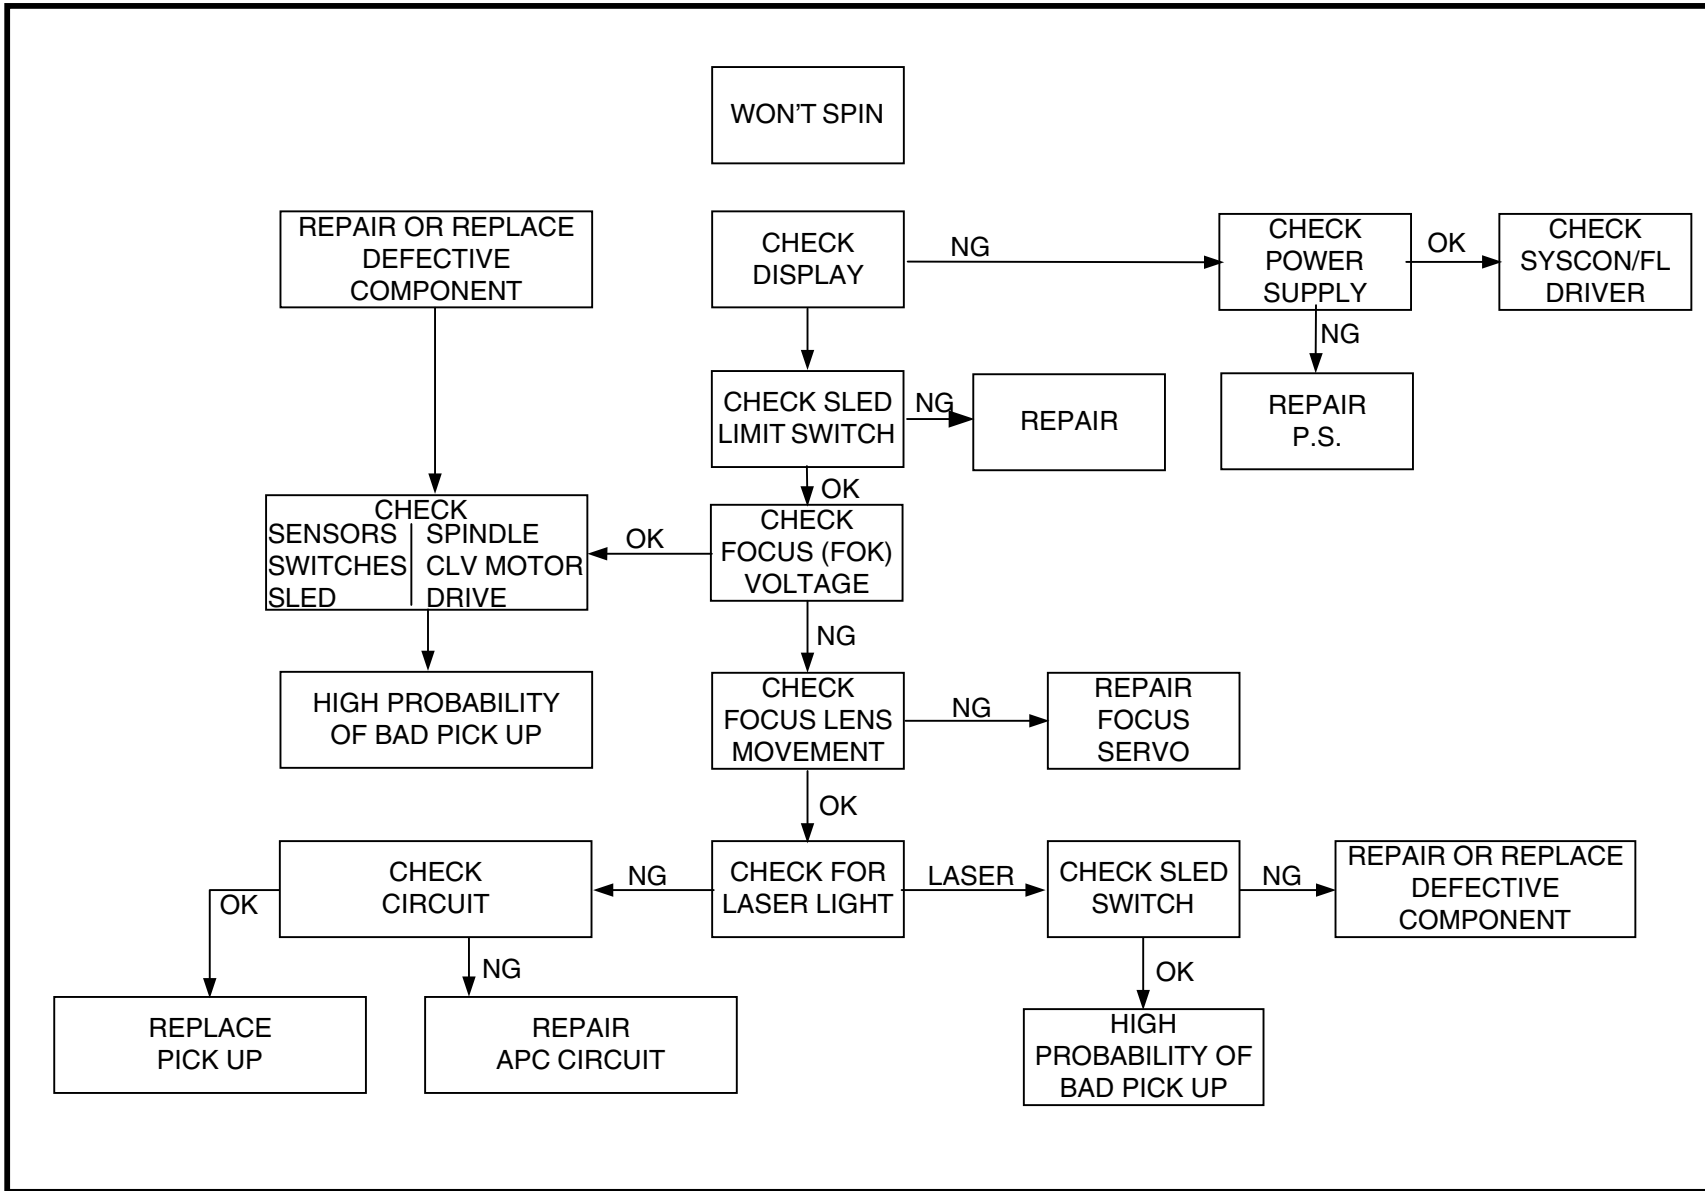 WON'T SPIN
REPAIR OR REPLACE
DEFECTIVE
COMPONENT
CHECK
DISPLAY
NG
CHECK
POWER
SUPPLY
OK
CHECK
SYSCON/FL
DRIVER
NG
REPAIR
P.S.
CHECK SLED
LIMIT SWITCH
NG
REPAIR
OK
CHECK
SENSORS
SWITCHES
SLED
SPINDLE
CLV MOTOR
DRIVE
OK
CHECK
FOCUS (FOK)
VOLTAGE
NG
HIGH PROBABILITY
OF BAD PICK UP
CHECK
FOCUS LENS
MOVEMENT
NG
REPAIR
FOCUS
SERVO
OK
CHECK
CIRCUIT
NG
CHECK FOR
LASER LIGHT
LASER
CHECK SLED
SWITCH
NG
REPAIR OR REPLACE
DEFECTIVE
COMPONENT
OK
NG
OK
REPLACE
PICK UP
REPAIR
APC CIRCUIT
HIGH
PROBABILITY OF
BAD PICK UP